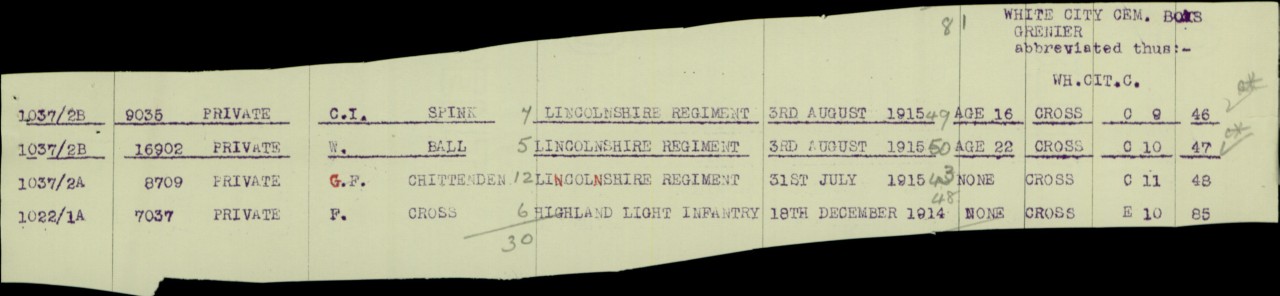 81
WHITE CITY CEM. BOIS
GRENIER
abbreviated thus:-
WH.CIT.C.
1037/2B 9035 PRIVATE C.I. SPINK 7 LINCOLNSHIRE REGIMENT 3RD AUGUST 1915 49 AGE 16 CROSS C 9 46
1037/2B 16902 PRIVATE W. BALL 5 LINCOLNSHIRE REGIMENT 3RD AUGUST 1915 50 AGE 22 CROSS C 10 47
1037/2A 8709 PRIVATE G.F. CHITTENDEN 12 LINCOLNSHIRE REGIMENT 31ST JULY 1915 43 NONE CROSS C 11 48
1022/1A 7037 PRIVATE F. CROSS 6 HIGHLAND LIGHT INFANTRY 18TH DECEMBER 1914 48 NONE CROSS E 10 85
30